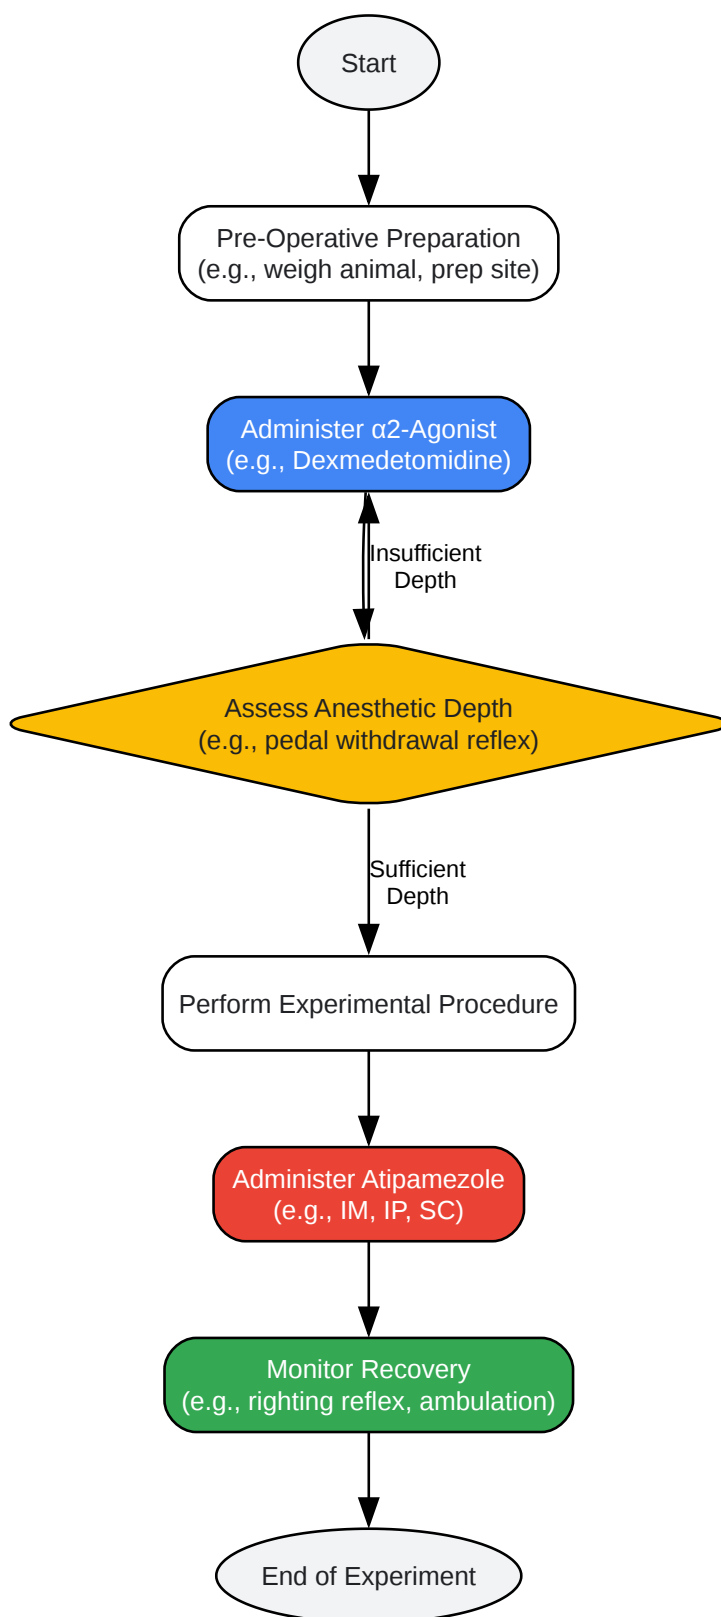 Start
Pre-Operative Preparation
(e.g., weigh animal, prep site)
Administer α2-Agonist
(e.g., Dexmedetomidine)
Insufficient
Depth
Assess Anesthetic Depth
(e.g., pedal withdrawal reflex)
Sufficient
Depth
Perform Experimental Procedure
Administer Atipamezole
(e.g., IM, IP, SC)
Monitor Recovery
(e.g., righting reflex, ambulation)
End of Experiment